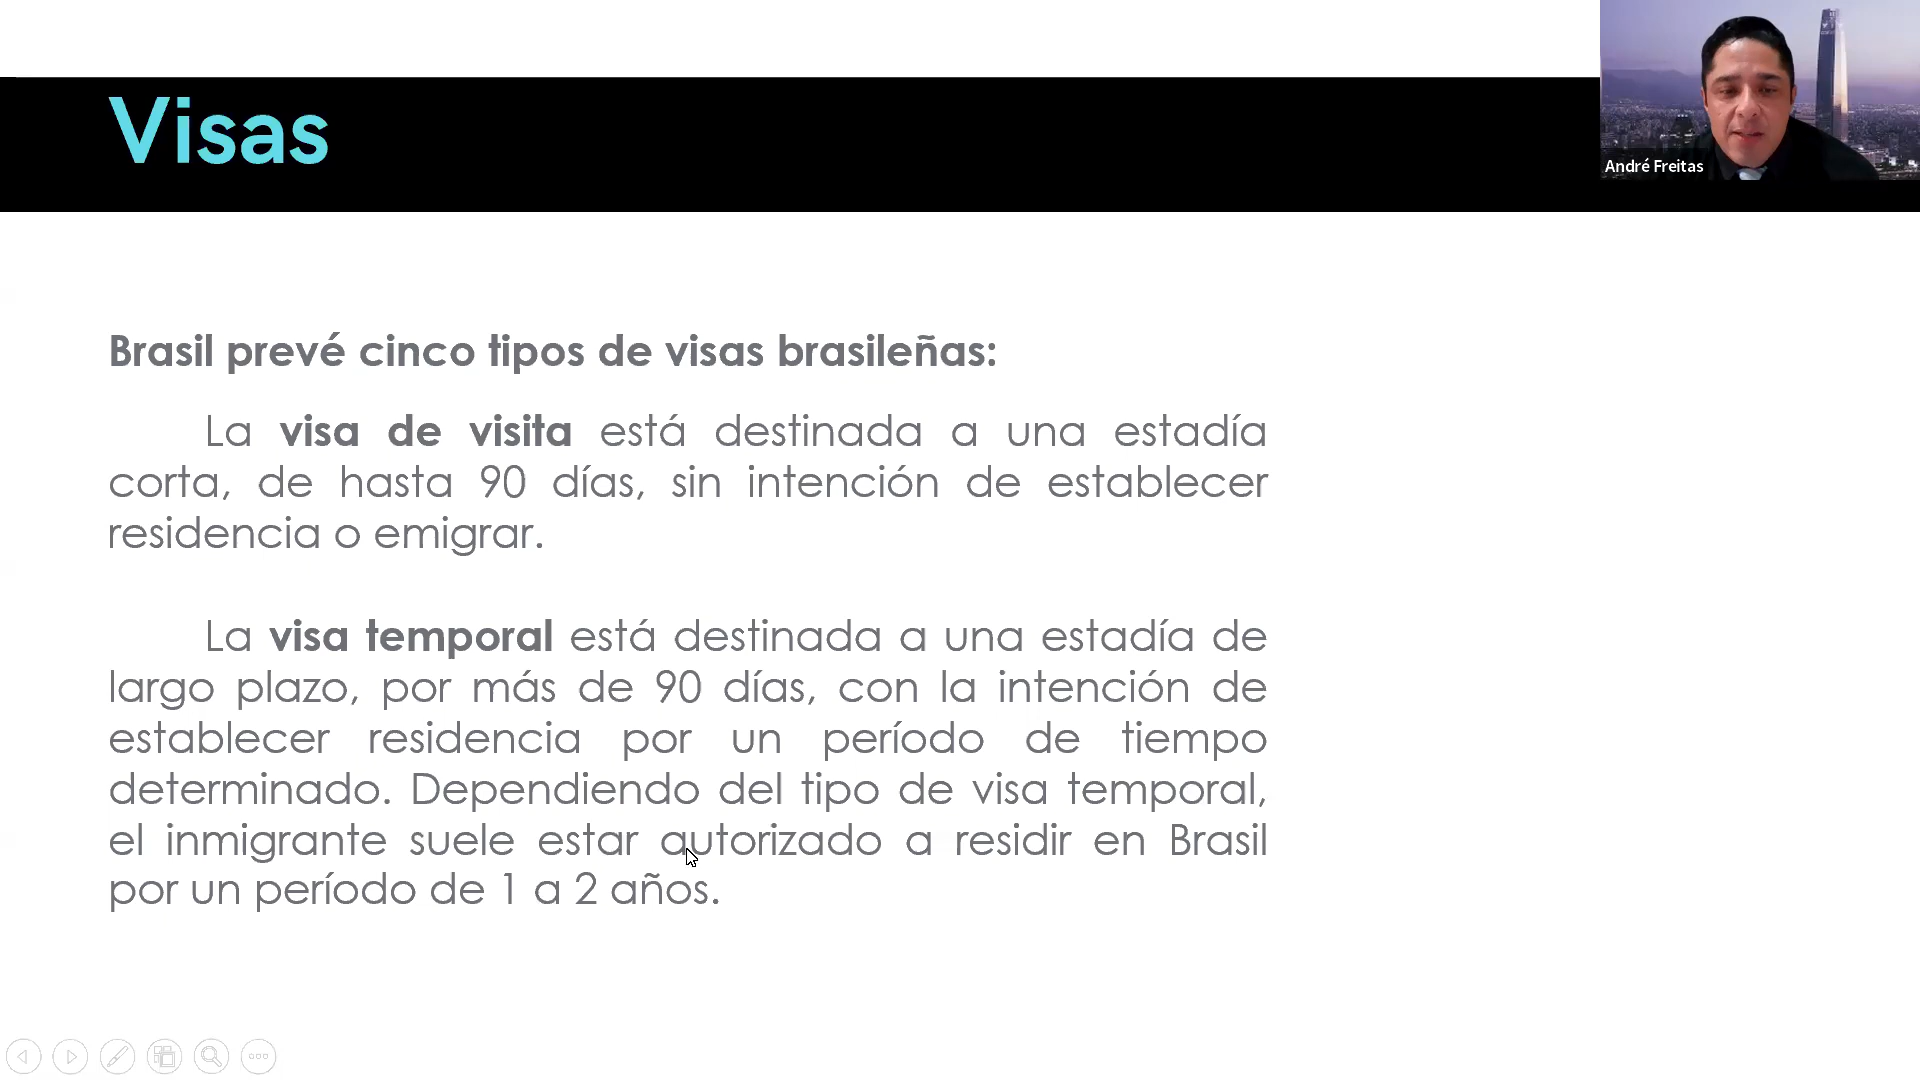 Visas
André Freitas
Brasil prevé cinco tipos de visas brasileñas:
La visa de visita está destinada a una estadía
corta, de hasta 90 días, sin intención de establecer
residencia o emigrar.
La visa temporal está destinada a una estadía de
largo plazo, por más de 90 días, con la intención de
establecer residencia por un período de tiempo
determinado. Dependiendo del tipo de visa temporal,
el inmigrante suele estar autorizado a residir en Brasil
por un período de 1 a 2 años.